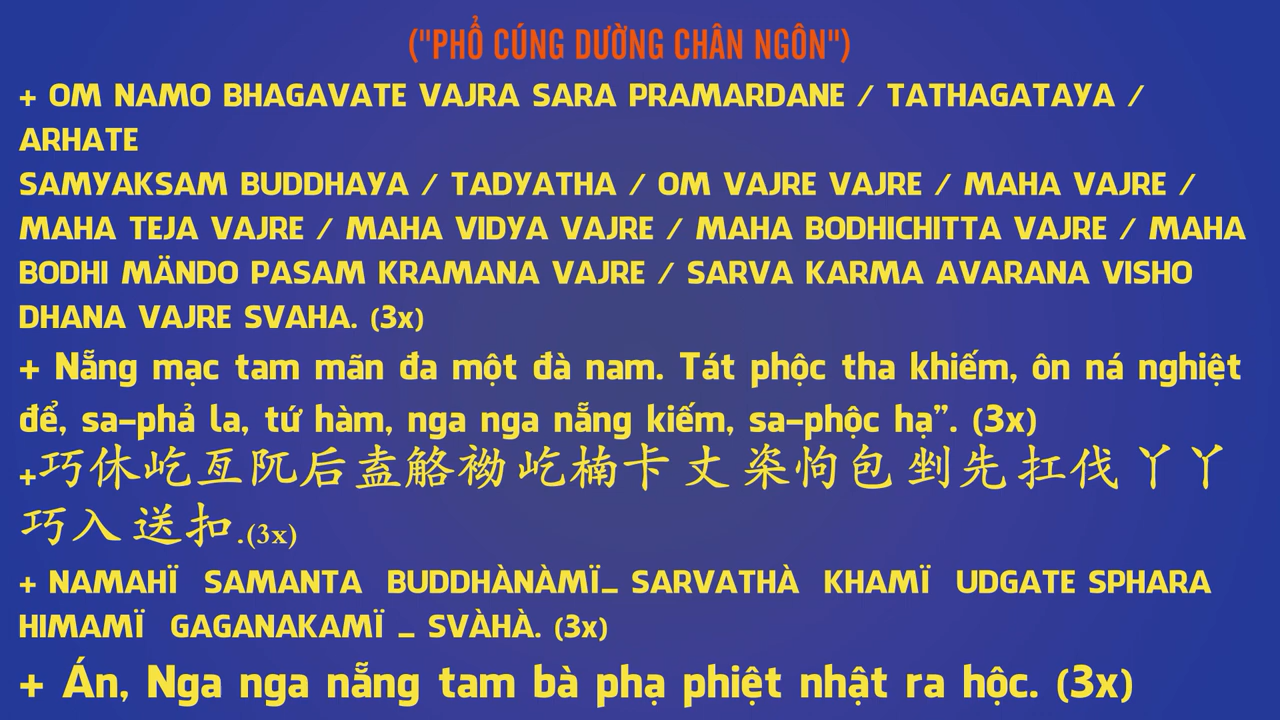 ("PHỔ CÚNG DƯỜNG CHÂN NGÔN")
+ OM NAMO BHAGAVATE VAJRA SARA PRAMARDANE / TATHAGATAYA /
ARHATE
SAMYAKSAM BUDDHAYA / TADYATHA / OM VAJRE VAJRE / MAHA VAJRE /
MAHA TEJA VAJRE / MAHA VIDYA VAJRE / MAHA BODHICHITTA VAJRE / MAHA
BODHI MÄNDO PASAM KRAMANA VAJRE / SARVA KARMA AVARANA VISHO
DHANA VAJRE SVAHA. (3x)
+ Nẵng mạc tam mãn đa một đà nam. Tát phộc tha khiếm, ôn ná nghiệt
để, sa-phả la, tứ hàm, nga nga nẵng kiếm, sa-phộc hạ”. (3x)
+巧休屹亙阢后盍觡袎屹楠卡丈姿怐包剉先扛伐丫丫
巧入送扣.(3x)
+ NAMAHÏ SAMANTA BUDDHÀNÀMÏ_ SARVATHÀ KHAMÏ UDGATE SPHARA
HIMAMÏ GAGANAKAMÏ _ SVÀHÀ. (3x)
+ Án, Nga nga nẵng tam bà phạ phiệt nhật ra hộc. (3x)